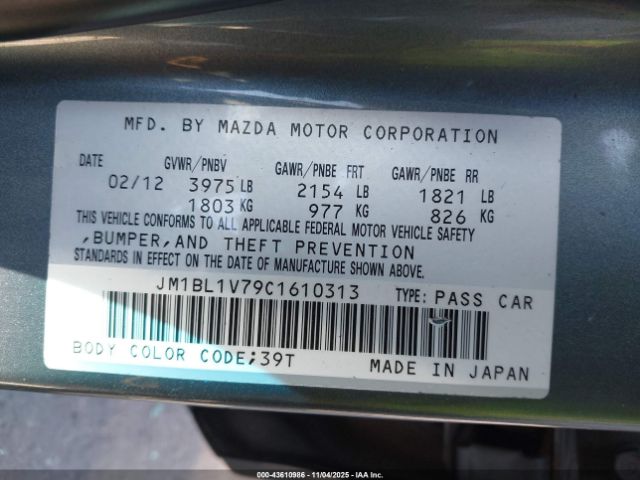 MFD. BY MAZDA MOTOR CORPORATION
DATE GVWR/PNBV GAWR/PNBE FRT GAWR/PNBE RR
02/12 3975 LB 2154 LB 1821 LB
1803 KG 977 KG 826 KG
THIS VEHICLE CONFORMS TO ALL APPLICABLE FEDERAL MOTOR VEHICLE SAFETY
,BUMPER,AND THEFT PREVENTION
STANDARDS IN EFFECT ON THE DATE OF MANUFACTURE SHOWN ABOVE.
JM1BL1V79C1610313 TYPE: PASS CAR
BODY COLOR CODE;39T MADE IN JAPAN
00-43610986 - 11/04/2025 - IAA Inc.